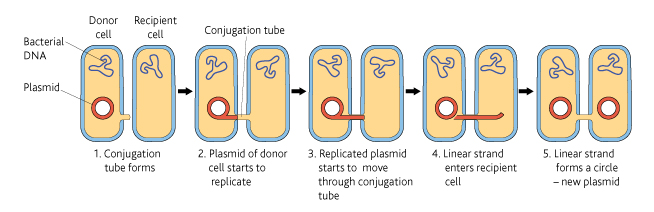 Donor
cell
Recipient
cell
Conjugation tube
Bacterial
DNA
Plasmid
1. Conjugation
tube forms
2. Plasmid of donor
cell starts to
replicate
3. Replicated plasmid
starts to move
through conjugation
tube
4. Linear strand
enters recipient
cell
5. Linear strand
forms a circle
– new plasmid